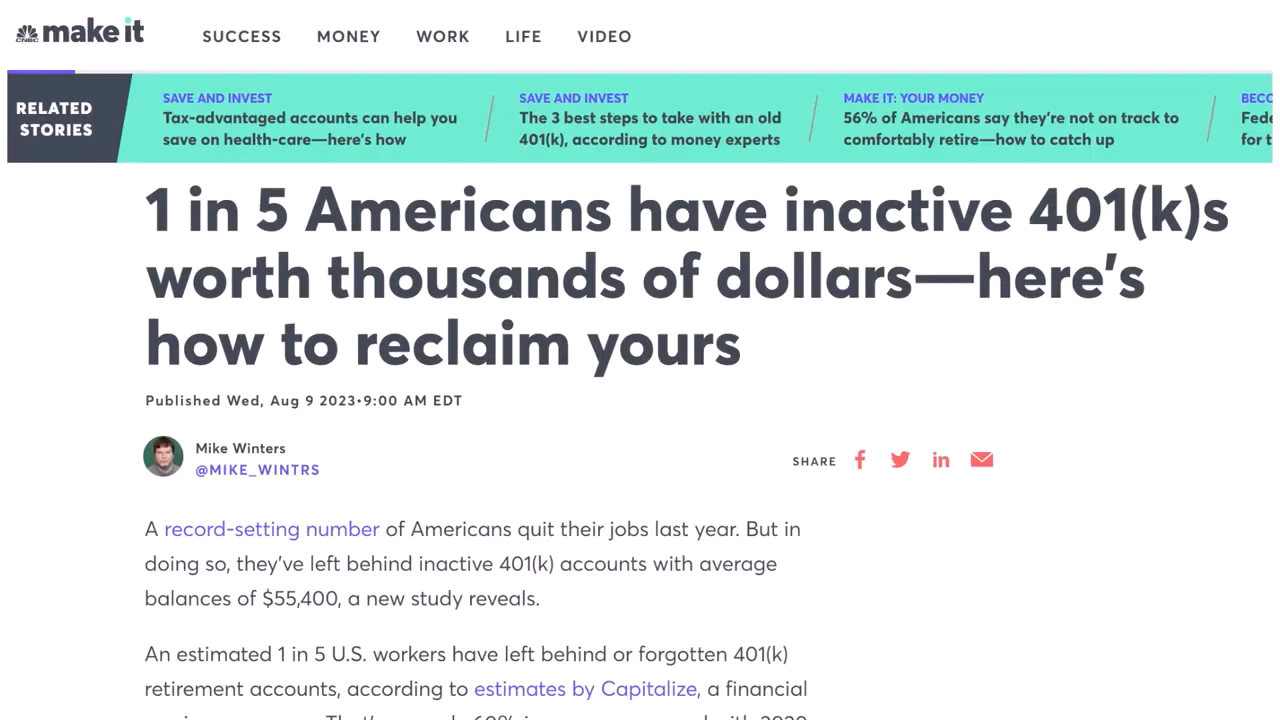 CNBC make it SUCCESS MONEY WORK LIFE VIDEO
RELATED
STORIES
SAVE AND INVEST
Tax-advantaged accounts can help you
save on health-care—here's how
SAVE AND INVEST
The 3 best steps to take with an old
401(k), according to money experts
MAKE IT: YOUR MONEY
56% of Americans say they're not on track to
comfortably retire—how to catch up
1 in 5 Americans have inactive 401(k)s
worth thousands of dollars—here's
how to reclaim yours
Published Wed, Aug 9 2023•9:00 AM EDT
Mike Winters
@MIKE_WINTRS
SHARE
A record-setting number of Americans quit their jobs last year. But in
doing so, they've left behind inactive 401(k) accounts with average
balances of $55,400, a new study reveals.
An estimated 1 in 5 U.S. workers have left behind or forgotten 401(k)
retirement accounts, according to estimates by Capitalize, a financial